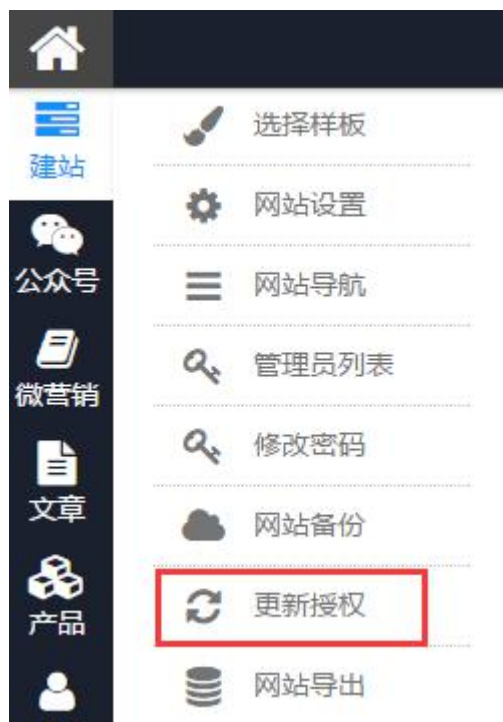 建站
公众号
微营销
文章
产品
选择样板
网站设置
网站导航
管理员列表
修改密码
网站备份
更新授权
网站导出